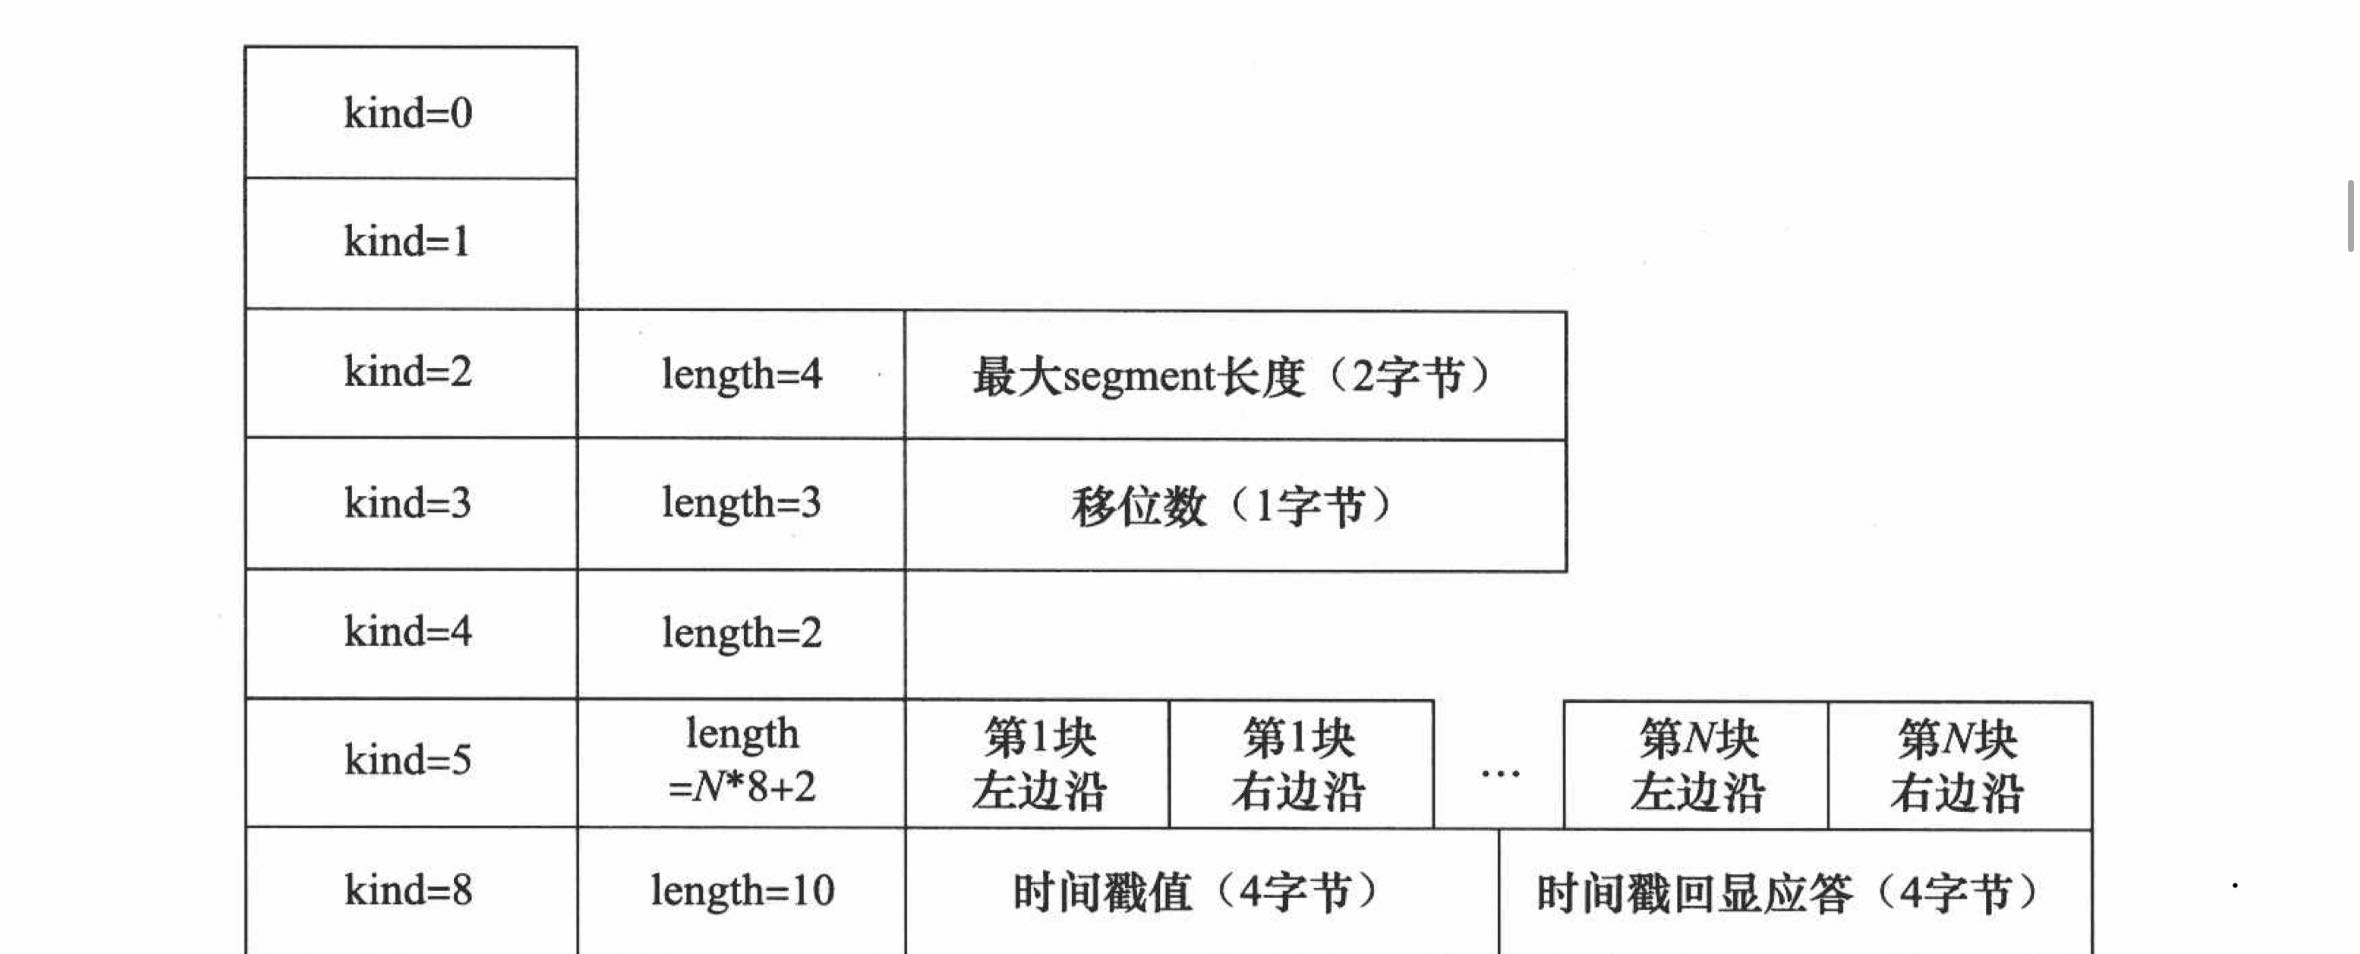 kind=0
kind=1
kind=2 length=4 最大segment长度（2字节）
kind=3 length=3 移位数（1字节）
kind=4 length=2
kind=5 length =N*8+2 第1块左边沿 第1块右边沿 … 第N块左边沿 第N块右边沿
kind=8 length=10 时间戳值（4字节） 时间戳回显应答（4字节）